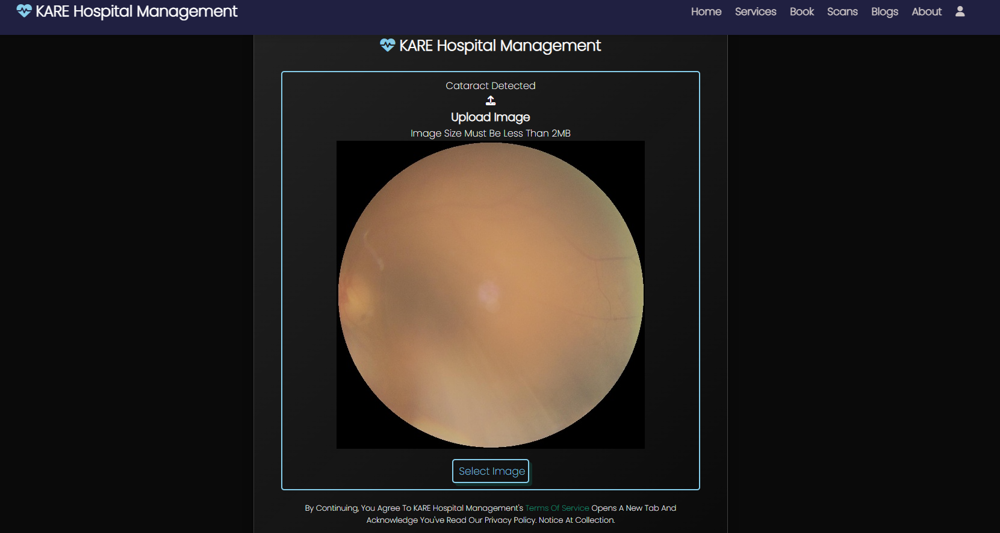 KARE Hospital Management
Home Services Book Scans Blogs About
KARE Hospital Management
Cataract Detected
Upload Image
Image Size Must Be Less Than 2MB
Select Image
By Continuing, You Agree To KARE Hospital Management's Terms Of Service Opens A New Tab And
Acknowledge You've Read Our Privacy Policy. Notice At Collection.